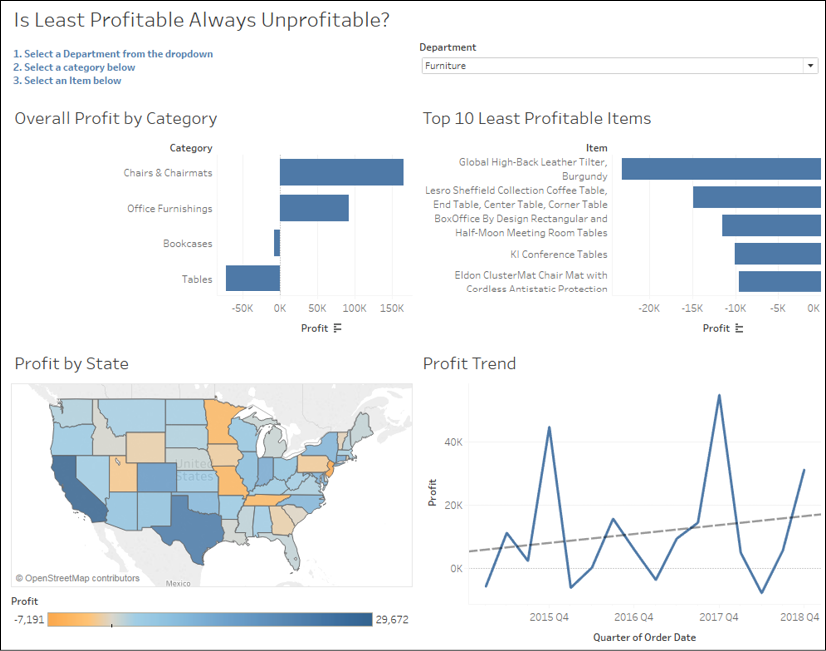 Is Least Profitable Always Unprofitable?
1. Select a Department from the dropdown
2. Select a category below
3. Select an Item below
Department
Furniture
Overall Profit by Category
Category
Chairs & Chairmats
Office Furnishings
Bookcases
Tables
-50K 0K 50K 100K 150K
Profit
Top 10 Least Profitable Items
Item
Global High-Back Leather Tilter,
Burgundy
Lesro Sheffield Collection Coffee Table,
End Table, Center Table, Corner Table
BoxOffice By Design Rectangular and
Half-Moon Meeting Room Tables
KI Conference Tables
Eldon ClusterMat Chair Mat with
Cordless Antistatic Protection
-20K -15K -10K -5K 0K
Profit
Profit by State
United
States
Mexico
© OpenStreetMap contributors
Profit
-7,191 29,672
Profit Trend
Profit
40K
20K
0K
2015 Q4 2016 Q4 2017 Q4 2018 Q4
Quarter of Order Date